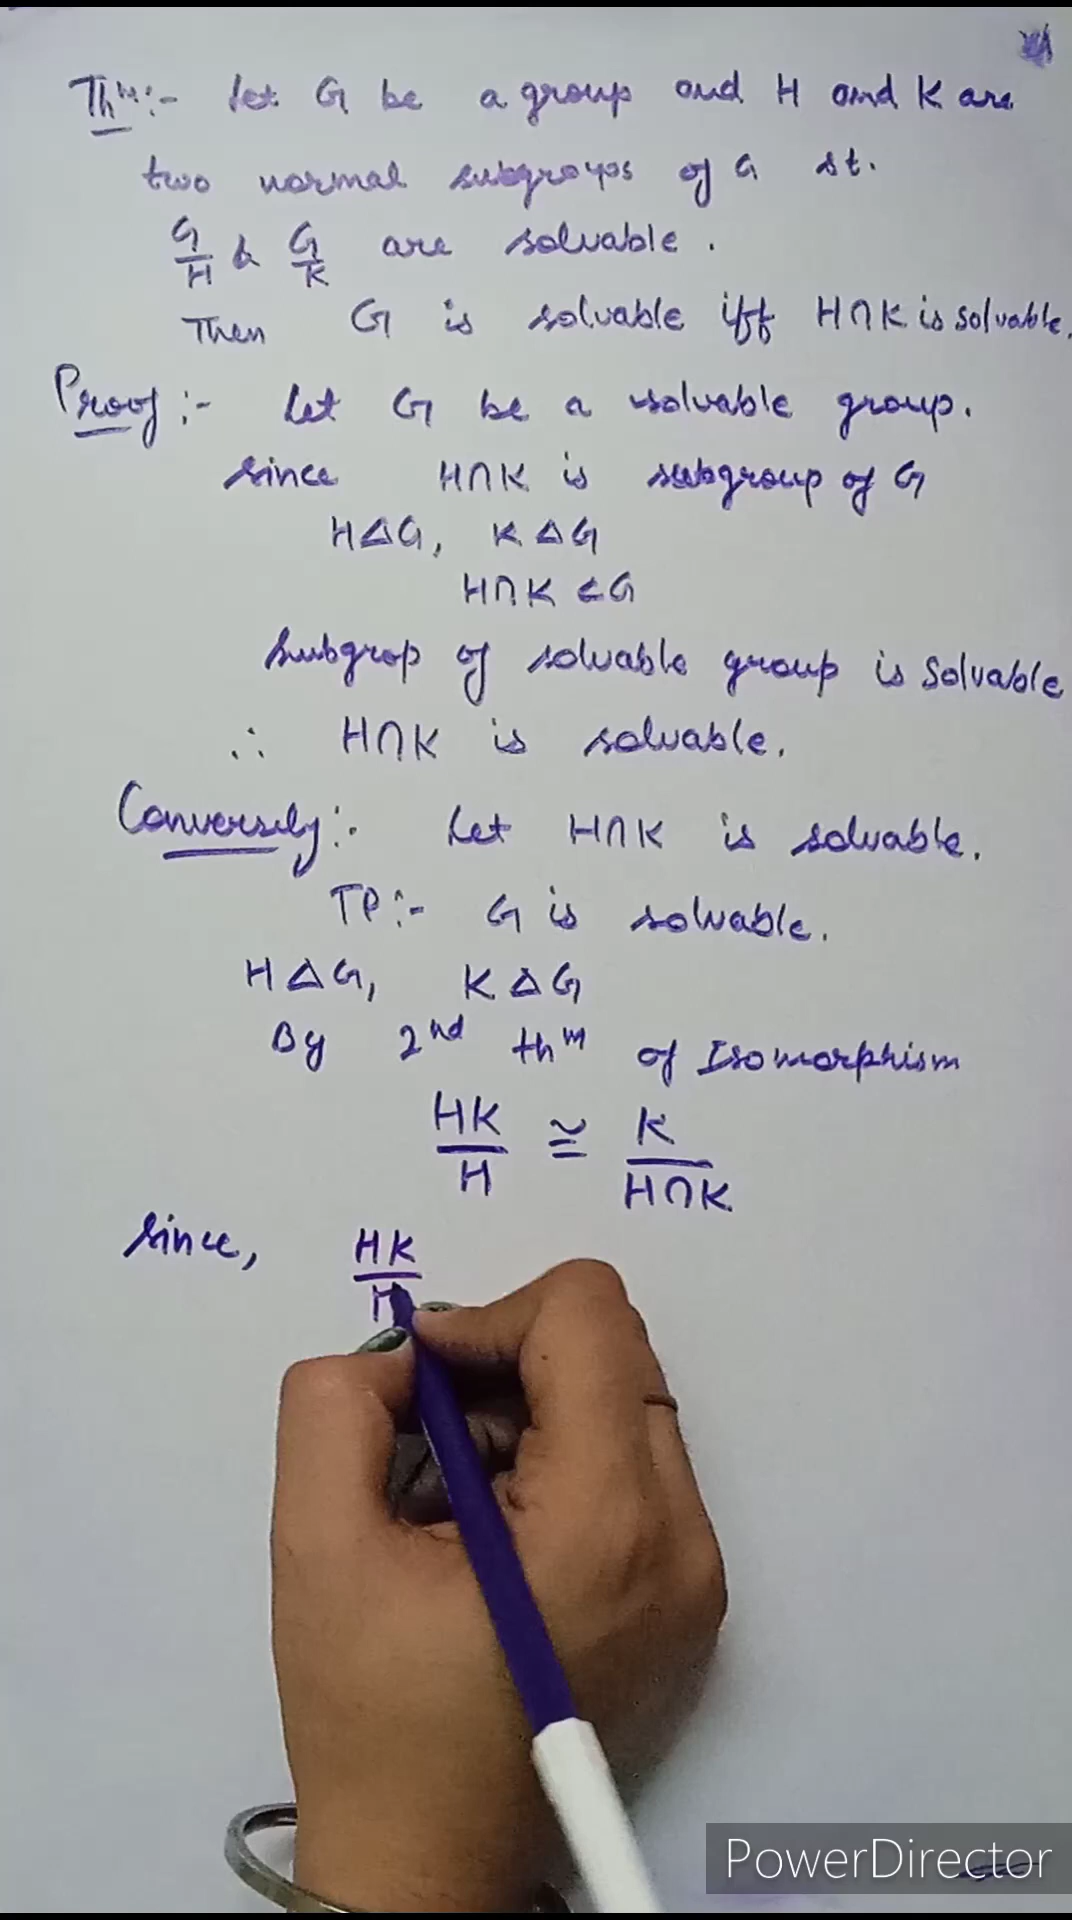 Thm:- Let G be a group and H and K are
two normal subgroups of G st.
G/H & G/K are solvable.
Then G is solvable iff H∩K is solvable.
Proof:- Let G be a solvable group.
Since H∩K is subgroup of G
H∆G, K∆G
H∩K ≤G
Subgrop of solvable group is Solvable
∴ H∩K is solvable.
Conversely:- Let H∩K is solvable.
TP:- G is solvable.
H∆G, K∆G
By 2nd thm of Isomorphism
HK/H ≅ K/H∩K
Since, HK/H
PowerDirector